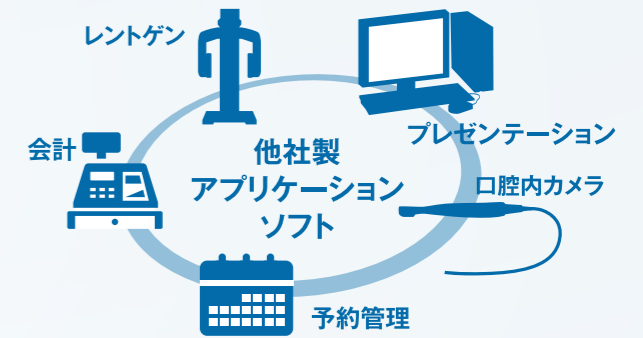 レントゲン
プレゼンテーション
会計
他社製
アプリケーション
ソフト
口腔内カメラ
予約管理